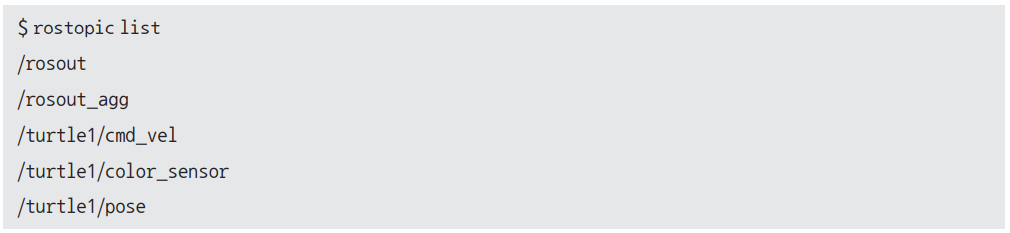 $ rostopic list
/rosout
/rosout_agg
/turtle1/cmd_vel
/turtle1/color_sensor
/turtle1/pose